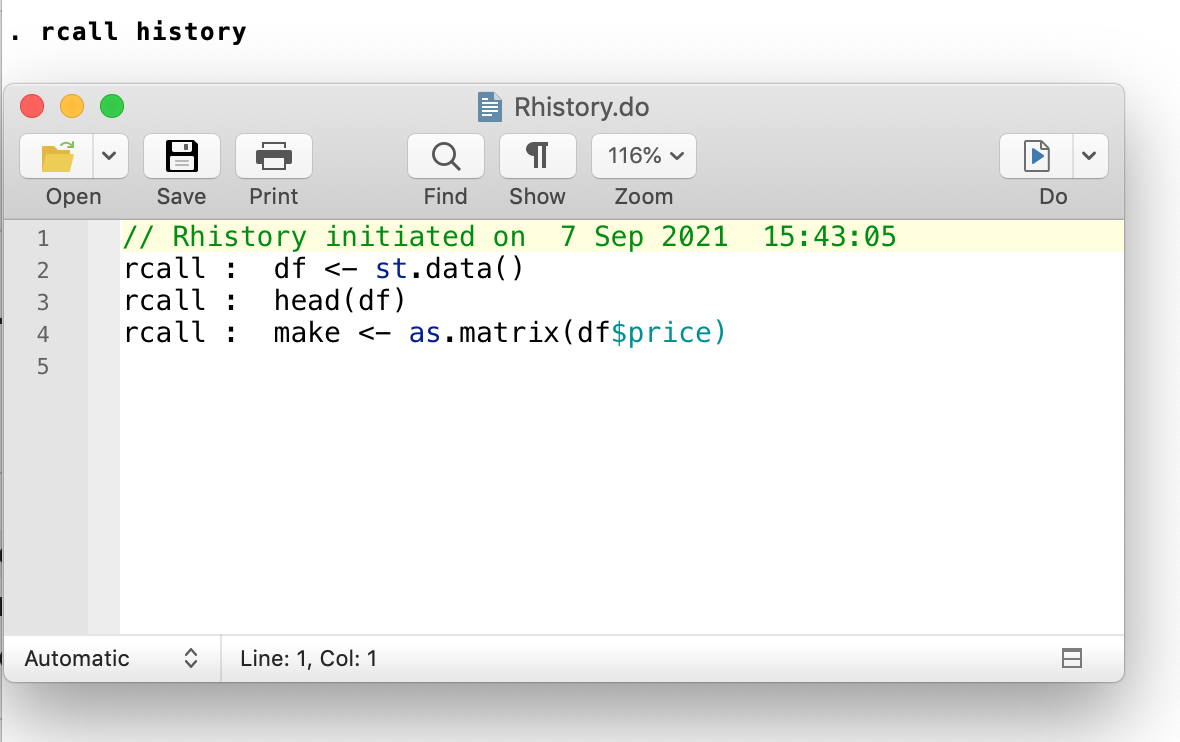 . rcall history
Rhistory.do
116%
Open Save Print Find Show Zoom Do
1 // Rhistory initiated on  7 Sep 2021  15:43:05
2 rcall :  df <- st.data()
3 rcall :  head(df)
4 rcall :  make <- as.matrix(df$price)
5
Automatic Line: 1, Col: 1